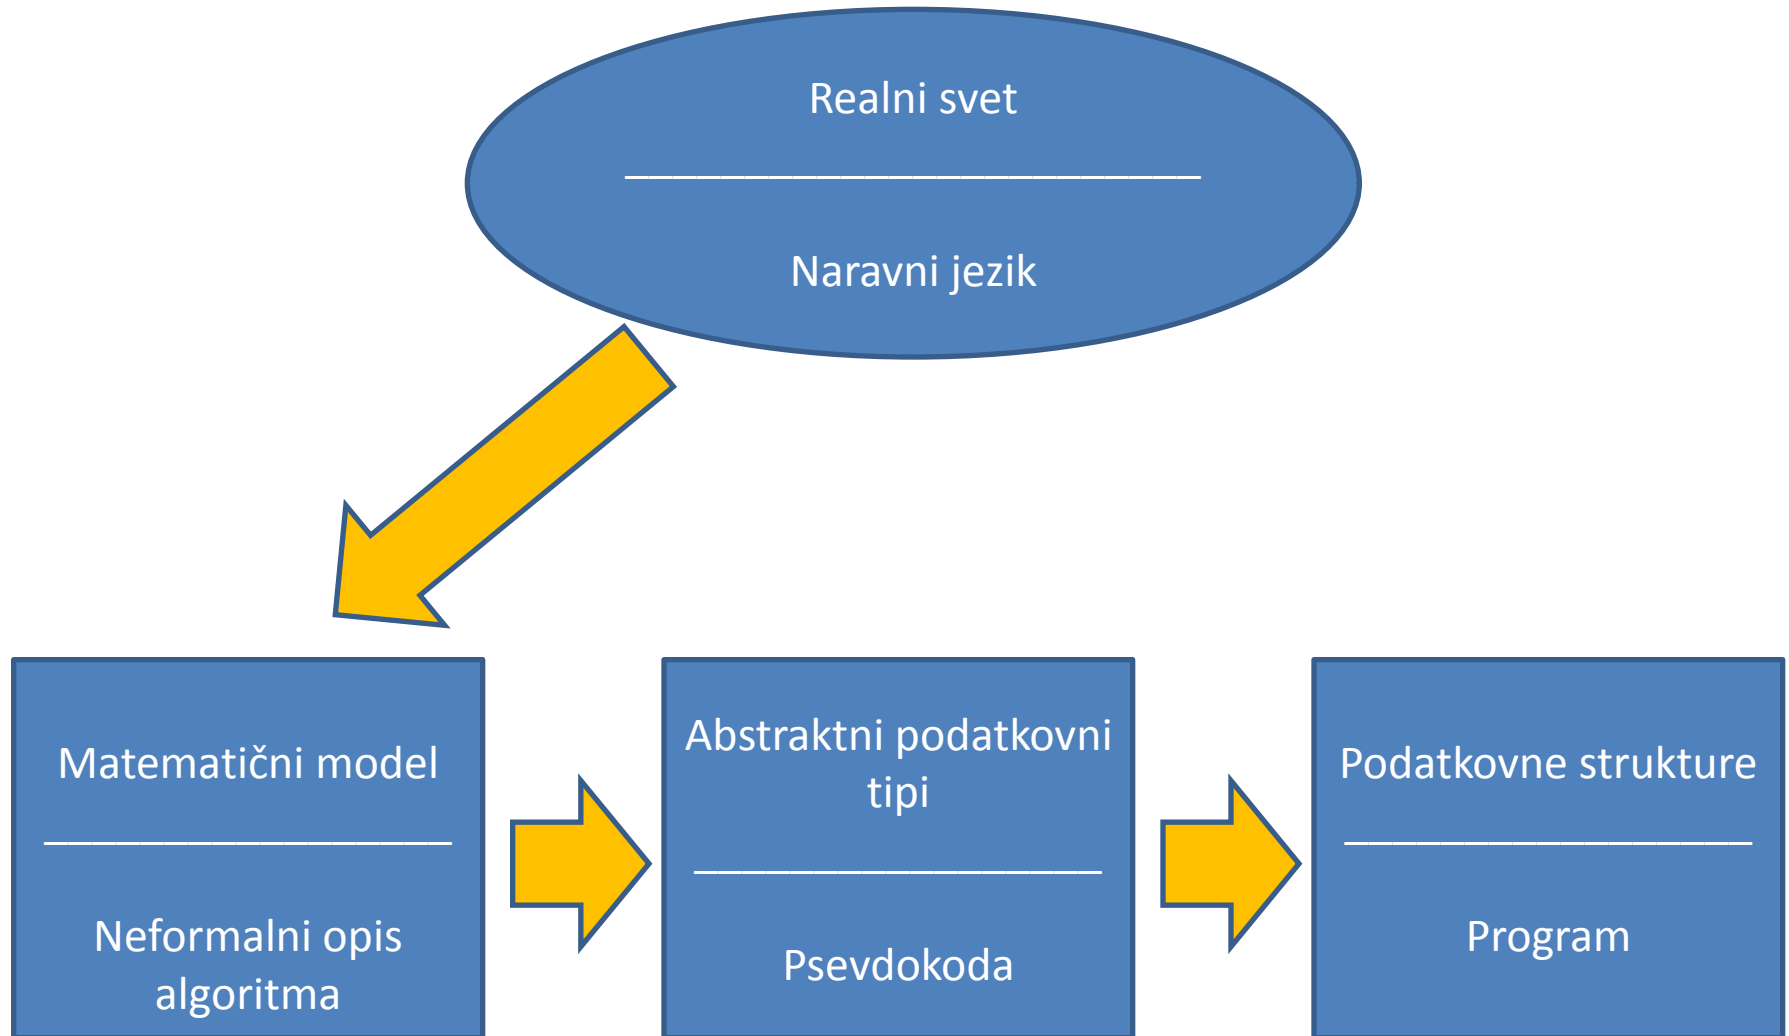 Realni svet
Naravni jezik
Matematični model
Neformalni opis
algoritma
Abstraktni podatkovni
tipi
Psevdokoda
Podatkovne strukture
Program